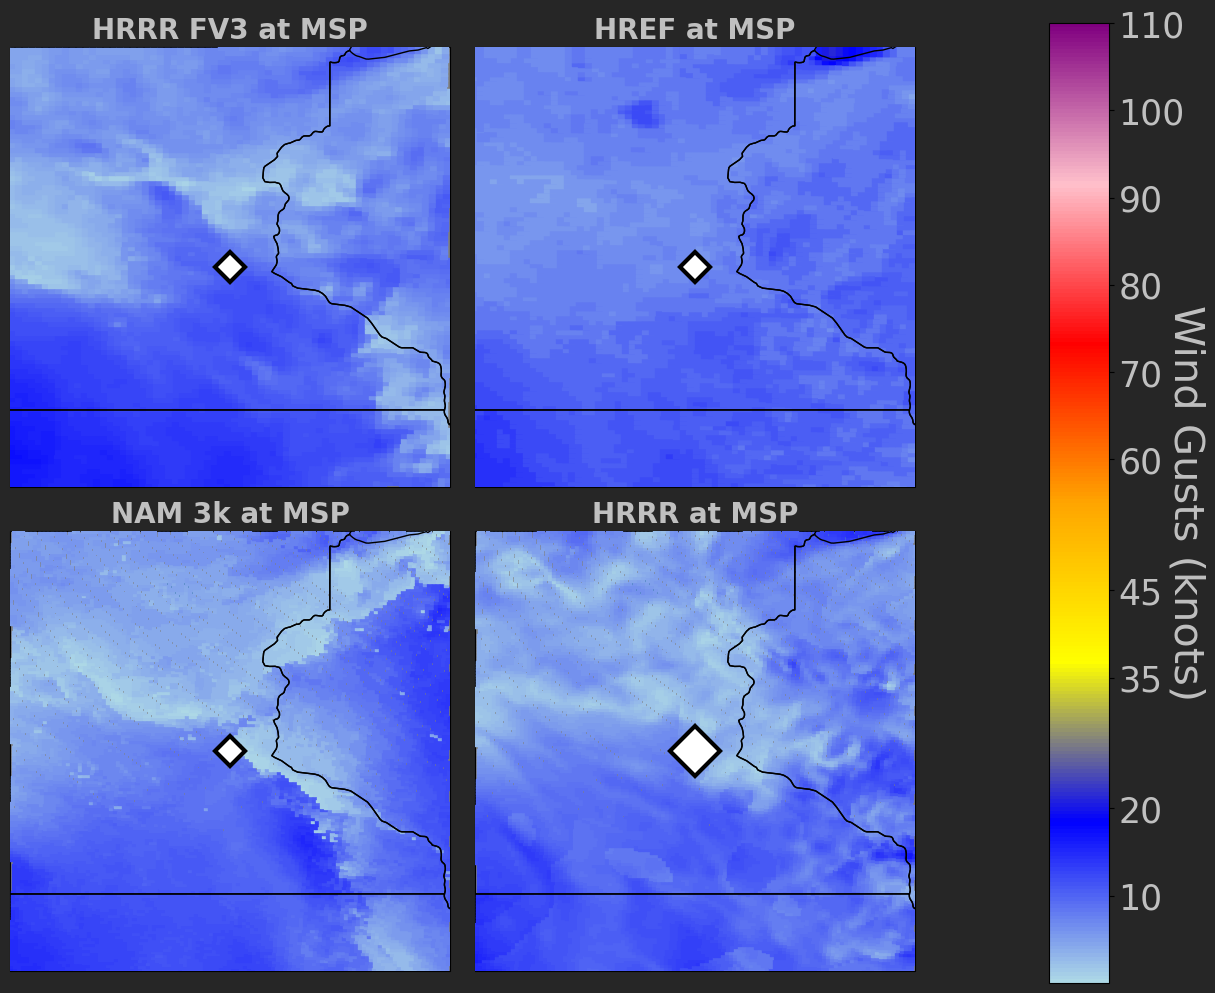 HRRR FV3 at MSP
HREF at MSP
NAM 3k at MSP
HRRR at MSP
110
100
90
80
70
60
45
35
20
10
Wind Gusts (knots)